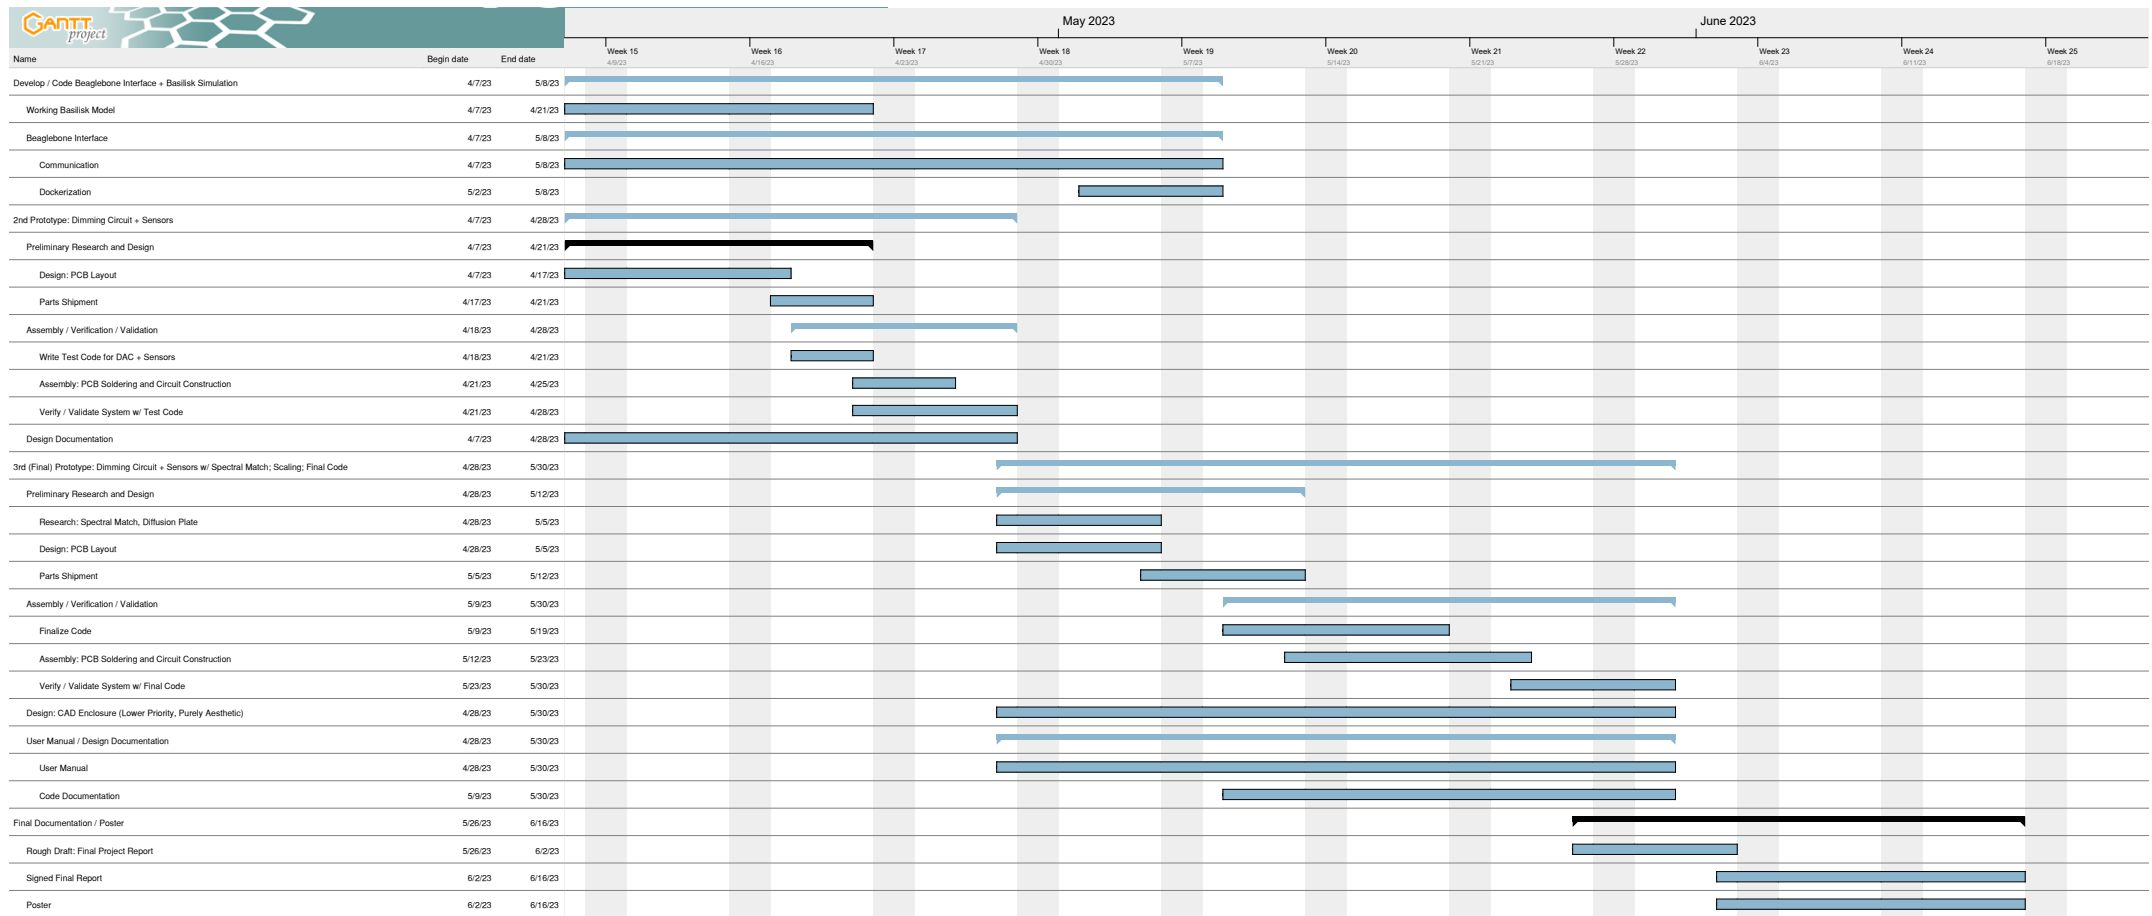 GANTT
project
May 2023
June 2023
Week 15 Week 16 Week 17 Week 18 Week 19 Week 20 Week 21 Week 22 Week 23 Week 24 Week 25
Name Begin date End date 4/9/23 4/16/23 4/23/23 4/30/23 5/7/23 5/14/23 5/21/23 5/28/23 6/4/23 6/11/23 6/18/23
Develop / Code Beaglebone Interface + Basilisk Simulation 4/7/23 5/8/23
Working Basilisk Model 4/7/23 4/21/23
Beaglebone Interface 4/7/23 5/8/23
Communication 4/7/23 5/8/23
Dockerization 5/2/23 5/8/23
2nd Prototype: Dimming Circuit + Sensors 4/7/23 4/28/23
Preliminary Research and Design 4/7/23 4/21/23
Design: PCB Layout 4/7/23 4/17/23
Parts Shipment 4/17/23 4/21/23
Assembly / Verification / Validation 4/18/23 4/28/23
Write Test Code for DAC + Sensors 4/18/23 4/21/23
Assembly: PCB Soldering and Circuit Construction 4/21/23 4/25/23
Verify / Validate System w/ Test Code 4/21/23 4/28/23
Design Documentation 4/7/23 4/28/23
3rd (Final) Prototype: Dimming Circuit + Sensors w/ Spectral Match; Scaling; Final Code 4/28/23 5/30/23
Preliminary Research and Design 4/28/23 5/12/23
Research: Spectral Match, Diffusion Plate 4/28/23 5/5/23
Design: PCB Layout 4/28/23 5/5/23
Parts Shipment 5/5/23 5/12/23
Assembly / Verification / Validation 5/9/23 5/30/23
Finalize Code 5/9/23 5/19/23
Assembly: PCB Soldering and Circuit Construction 5/12/23 5/23/23
Verify / Validate System w/ Final Code 5/23/23 5/30/23
Design: CAD Enclosure (Lower Priority, Purely Aesthetic) 4/28/23 5/30/23
User Manual / Design Documentation 4/28/23 5/30/23
User Manual 4/28/23 5/30/23
Code Documentation 5/9/23 5/30/23
Final Documentation / Poster 5/26/23 6/16/23
Rough Draft: Final Project Report 5/26/23 6/2/23
Signed Final Report 6/2/23 6/16/23
Poster 6/2/23 6/16/23